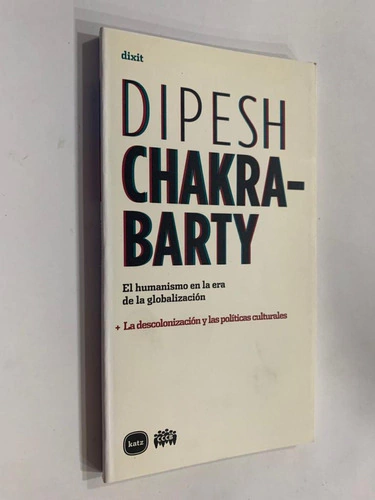 dixit
DIPESH
CHAKRA-
BARTY
El humanismo en la era
de la globalización
+ La descolonización y las políticas culturales
katz
CCCB